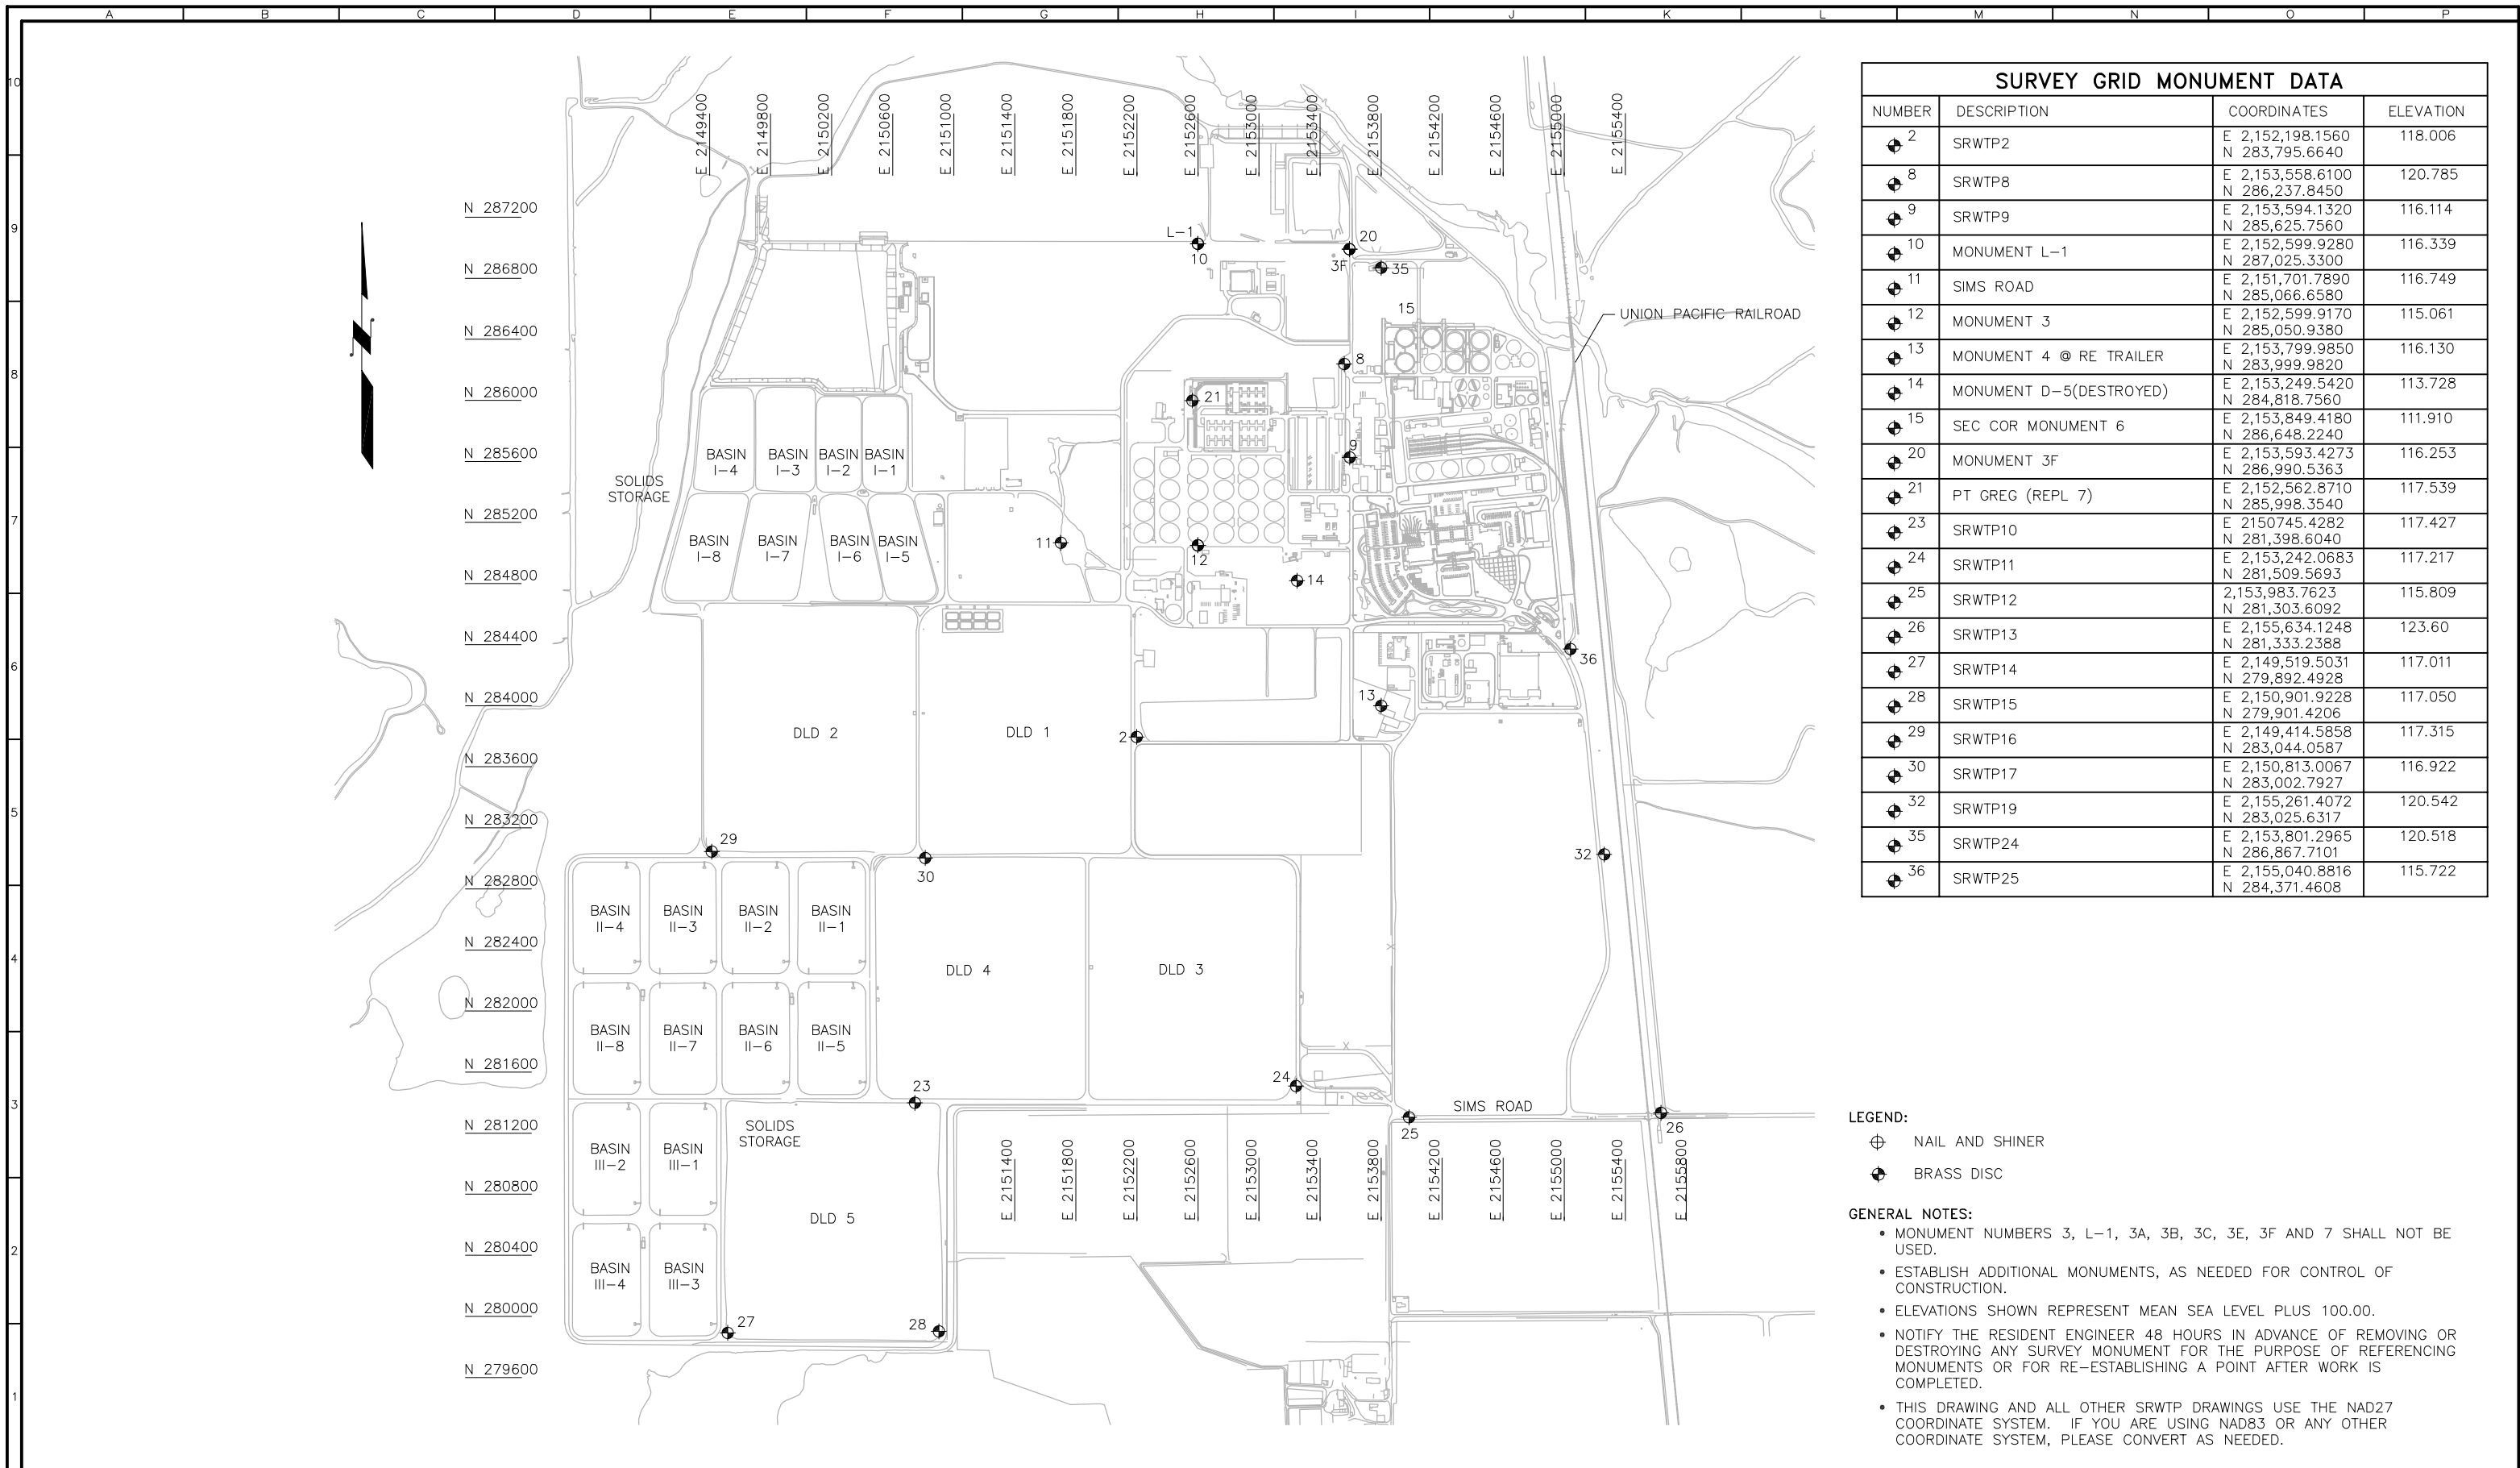 A B C D E F G H I J K L M N O P
10
9
8
7
6
5
4
3
2
1
E 2149400
E 2149800
E 2150200
E 2150600
E 2151000
E 2151400
E 2151800
E 2152200
E 2152600
E 2153000
E 2153400
E 2153800
E 2154200
E 2154600
E 2155000
E 2155400
N 287200
N 286800
N 286400
N 286000
N 285600
N 285200
N 284800
N 284400
N 284000
N 283600
N 283200
N 282800
N 282400
N 282000
N 281600
N 281200
N 280800
N 280400
N 280000
N 279600
L-1
10
20
3F
35
15
UNION PACIFIC RAILROAD
8
21
9
BASIN
I-4
BASIN
I-3
BASIN
I-2
BASIN
I-1
SOLIDS
STORAGE
BASIN
I-8
BASIN
I-7
BASIN
I-6
BASIN
I-5
11
12
14
36
13
DLD 2
DLD 1
2
29
30
32
BASIN
II-4
BASIN
II-3
BASIN
II-2
BASIN
II-1
DLD 4
DLD 3
BASIN
II-8
BASIN
II-7
BASIN
II-6
BASIN
II-5
23
24
SIMS ROAD
25
26
SOLIDS
STORAGE
BASIN
III-2
BASIN
III-1
DLD 5
BASIN
III-4
BASIN
III-3
27
28
E 2151400
E 2151800
E 2152200
E 2152600
E 2153000
E 2153400
E 2153800
E 2154200
E 2154600
E 2155000
E 2155400
E 2155800
SURVEY GRID MONUMENT DATA
NUMBER DESCRIPTION COORDINATES ELEVATION
2 SRWTP2 E 2,152,198.1560 118.006
N 283,795.6640
8 SRWTP8 E 2,153,558.6100 120.785
N 286,237.8450
9 SRWTP9 E 2,153,594.1320 116.114
N 285,625.7560
10 MONUMENT L-1 E 2,152,599.9280 116.339
N 287,025.3300
11 SIMS ROAD E 2,151,701.7890 116.749
N 285,066.6580
12 MONUMENT 3 E 2,152,599.9170 115.061
N 285,050.9380
13 MONUMENT 4 @ RE TRAILER E 2,153,799.9850 116.130
N 283,999.9820
14 MONUMENT D-5(DESTROYED) E 2,153,249.5420 113.728
N 284,818.7560
15 SEC COR MONUMENT 6 E 2,153,849.4180 111.910
N 286,648.2240
20 MONUMENT 3F E 2,153,593.4273 116.253
N 286,990.5363
21 PT GREG (REPL 7) E 2,152,562.8710 117.539
N 285,998.3540
23 SRWTP10 E 2150745.4282 117.427
N 281,398.6040
24 SRWTP11 E 2,153,242.0683 117.217
N 281,509.5693
25 SRWTP12 2,153,983.7623 115.809
N 281,303.6092
26 SRWTP13 E 2,155,634.1248 123.60
N 281,333.2388
27 SRWTP14 E 2,149,519.5031 117.011
N 279,892.4928
28 SRWTP15 E 2,150,901.9228 117.050
N 279,901.4206
29 SRWTP16 E 2,149,414.5858 117.315
N 283,044.0587
30 SRWTP17 E 2,150,813.0067 116.922
N 283,002.7927
32 SRWTP19 E 2,155,261.4072 120.542
N 283,025.6317
35 SRWTP24 E 2,153,801.2965 120.518
N 286,867.7101
36 SRWTP25 E 2,155,040.8816 115.722
N 284,371.4608
LEGEND:
NAIL AND SHINER
BRASS DISC
GENERAL NOTES:
• MONUMENT NUMBERS 3, L-1, 3A, 3B, 3C, 3E, 3F AND 7 SHALL NOT BE
USED.
• ESTABLISH ADDITIONAL MONUMENTS, AS NEEDED FOR CONTROL OF
CONSTRUCTION.
• ELEVATIONS SHOWN REPRESENT MEAN SEA LEVEL PLUS 100.00.
• NOTIFY THE RESIDENT ENGINEER 48 HOURS IN ADVANCE OF REMOVING OR
DESTROYING ANY SURVEY MONUMENT FOR THE PURPOSE OF REFERENCING
MONUMENTS OR FOR RE-ESTABLISHING A POINT AFTER WORK IS
COMPLETED.
• THIS DRAWING AND ALL OTHER SRWTP DRAWINGS USE THE NAD27
COORDINATE SYSTEM. IF YOU ARE USING NAD83 OR ANY OTHER
COORDINATE SYSTEM, PLEASE CONVERT AS NEEDED.